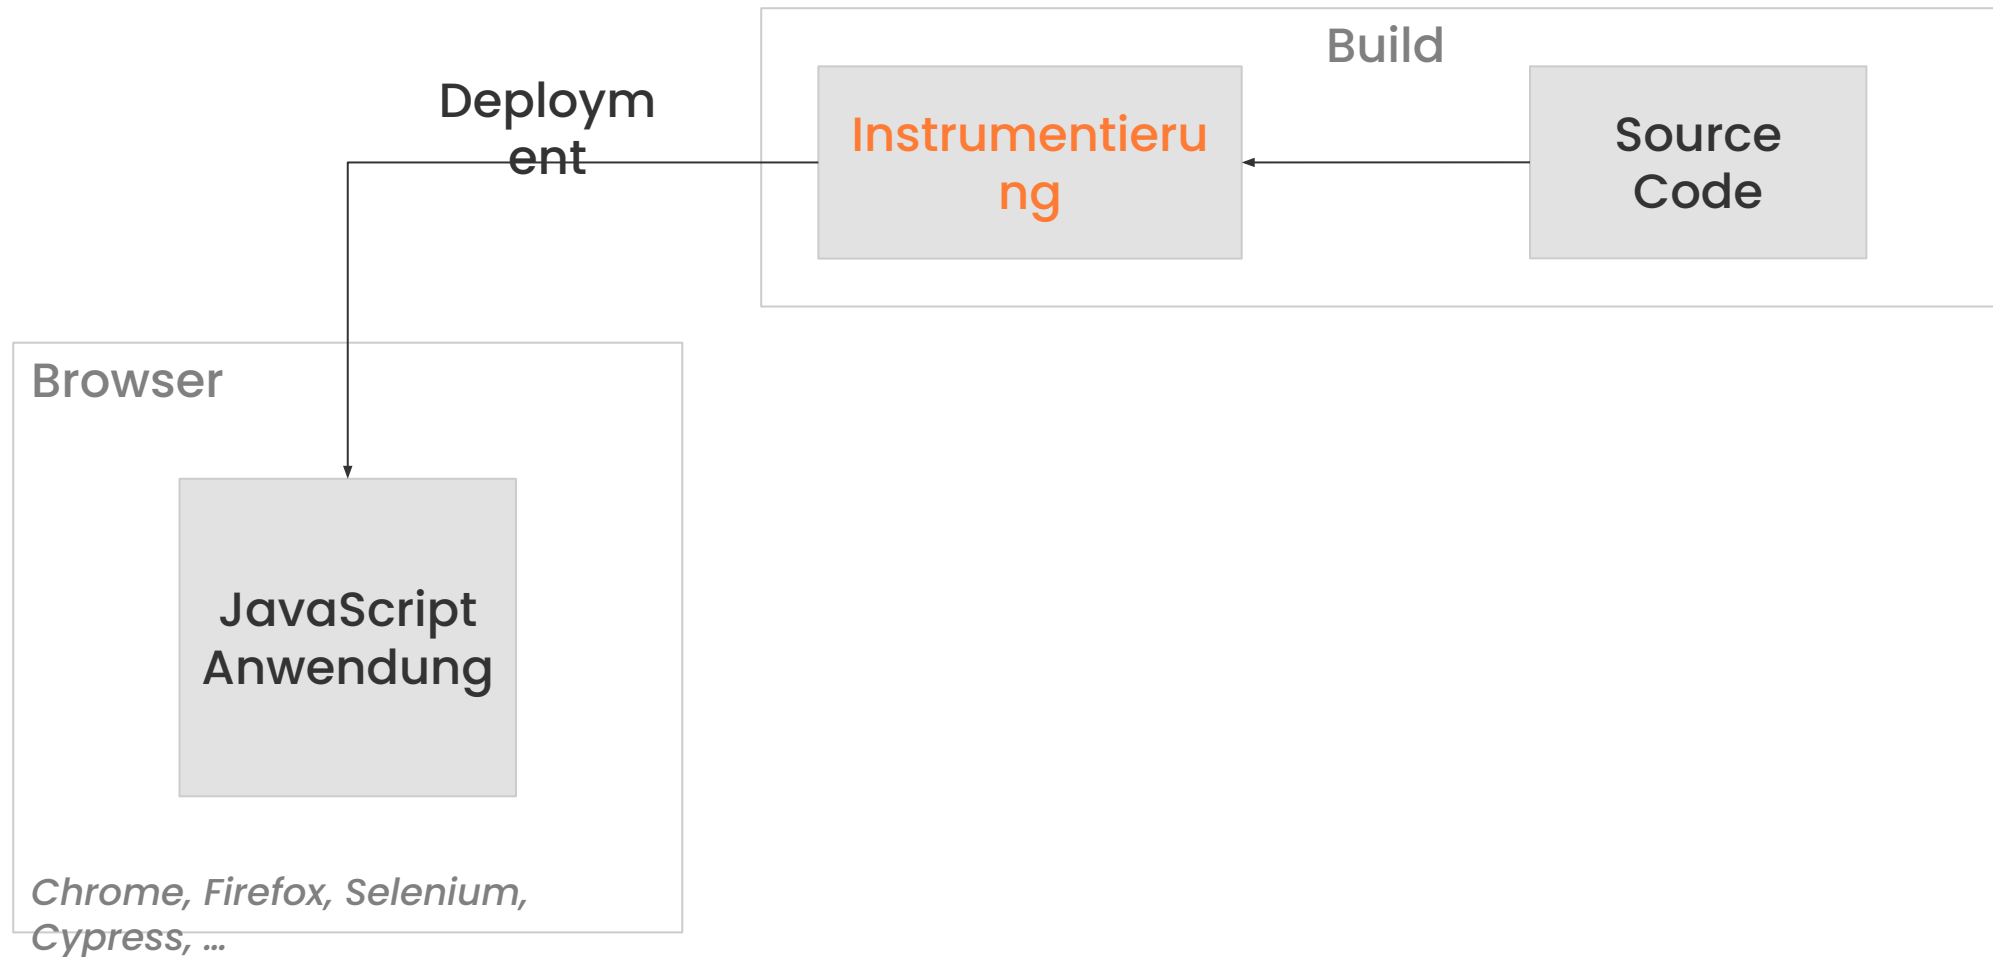 Build
Deploym
ent
Instrumentieru
ng
Source
Code
Browser
JavaScript
Anwendung
Chrome, Firefox, Selenium,
Cypress, ...